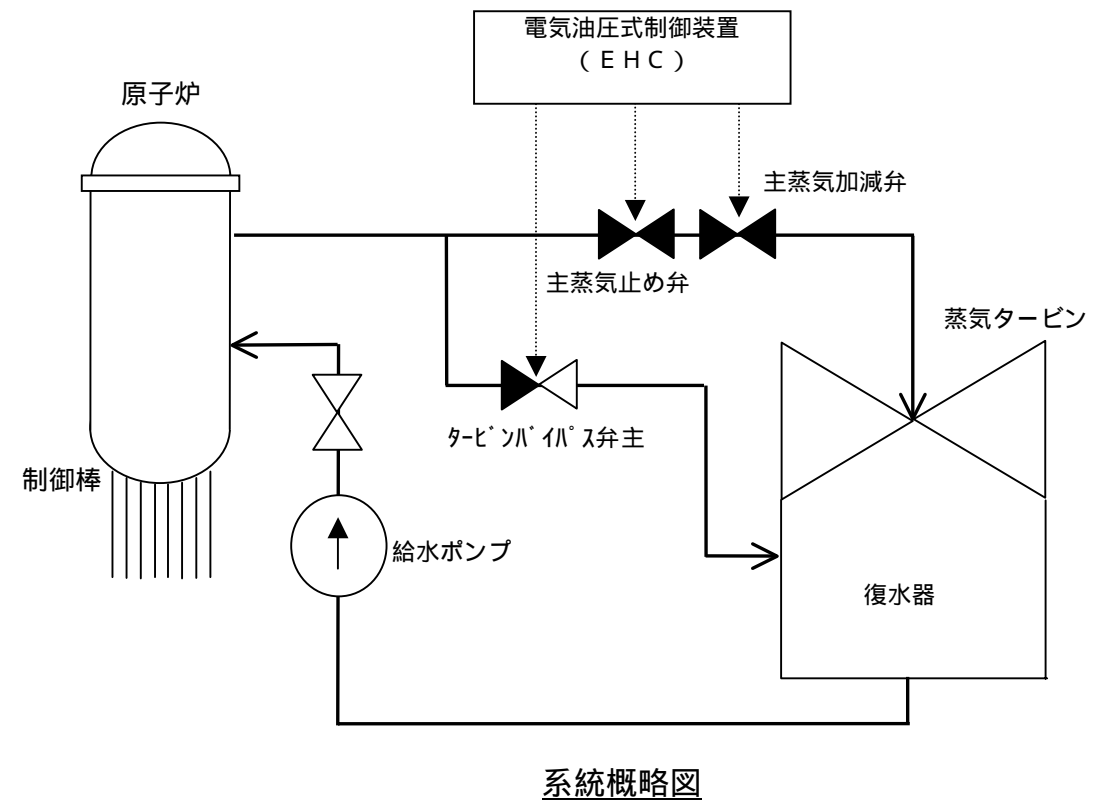 電気油圧式制御装置
(ＥＨＣ)
原子炉
主蒸気加減弁
主蒸気止め弁
蒸気タービン
ﾀｰﾋﾞﾝﾊﾞｲﾊﾟｽ弁主
制御棒
給水ポンプ
復水器
系統概略図